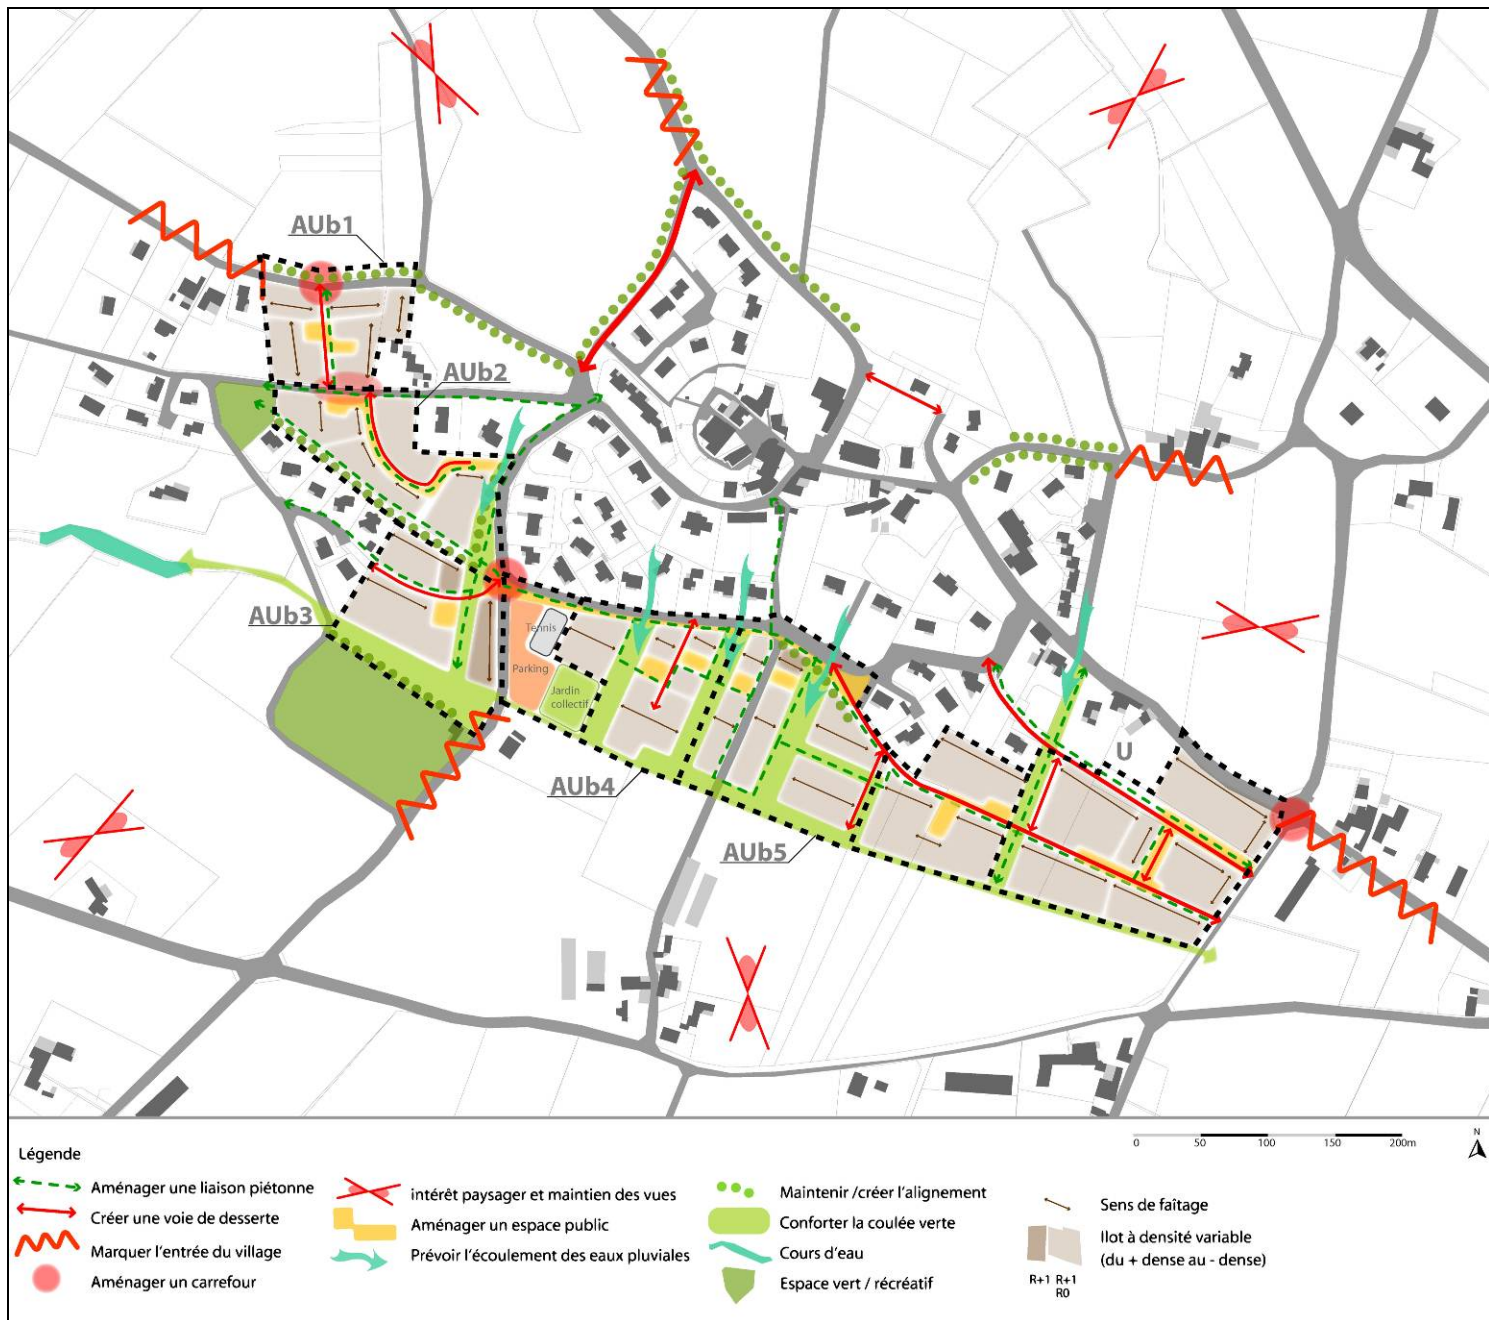 AUb1
AUb2
AUb3
Tennis
Parking
Jardin
collectif
U
AUb4
AUb5
Légende
0 50 100 150 200m
N
Aménager une liaison piétonne
Créer une voie de desserte
Marquer l'entrée du village
Aménager un carrefour
intérêt paysager et maintien des vues
Aménager un espace public
Prévoir l'écoulement des eaux pluviales
Maintenir /créer l'alignement
Conforter la coulée verte
Cours d'eau
Espace vert / récréatif
Sens de faîtage
Ilot à densité variable
(du + dense au - dense)
R+1 R+1
R0